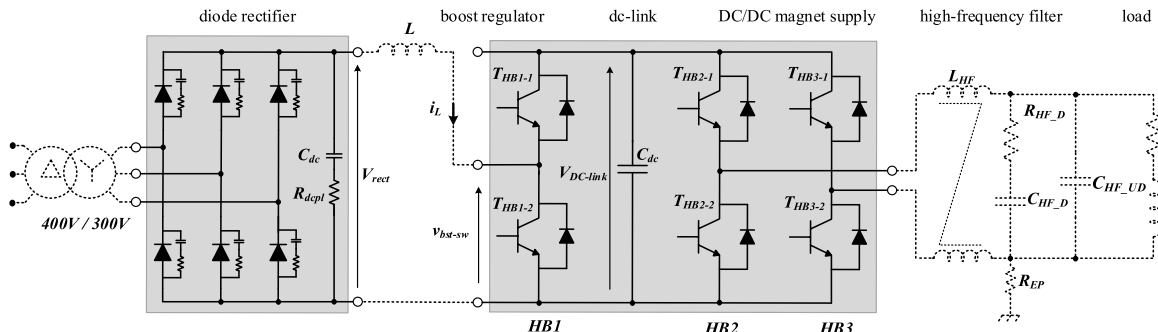 diode rectifier
boost regulator
dc-link
DC/DC magnet supply
high-frequency filter
load
L
T_HB1-1
T_HB2-1
T_HB3-1
L_HF
i_L
R_HF_D
C_dc
V_rect
V_DC-link
C_dc
R_dcpl
T_HB1-2
T_HB2-2
T_HB3-2
C_HF_D
C_HF_UD
400V / 300V
v_bst-sw
R_EP
HB1
HB2
HB3